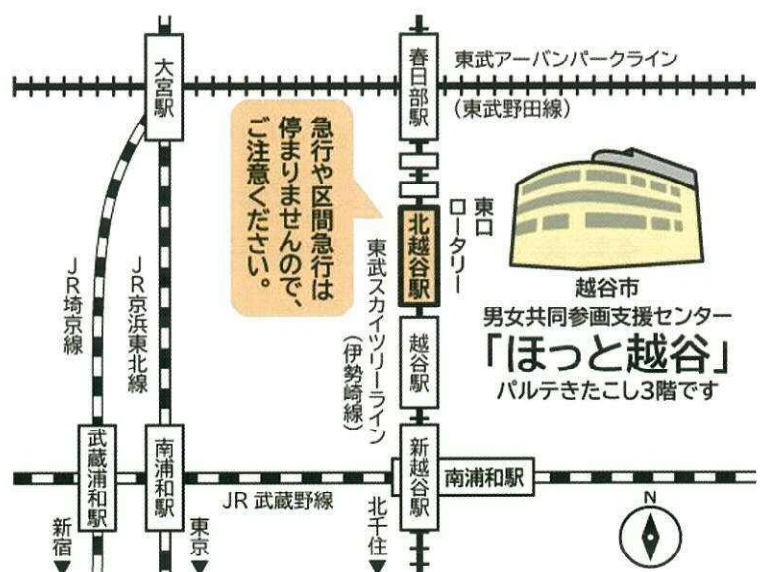 大宮駅
春日部駅
東武アーバンパークライン
(東武野田線)
急行や区間急行は
停まりませんので、
ご注意ください。
北越谷駅
東口
ロータリー
越谷市
男女共同参画支援センター
「ほっと越谷」
パルテきたこし3階です
JR埼京線
JR京浜東北線
東武スカイツリーライン
(伊勢崎線)
越谷駅
武蔵浦和駅
南浦和駅
新越谷駅
南浦和駅
JR 武蔵野線
新宿
東京
北千住
N